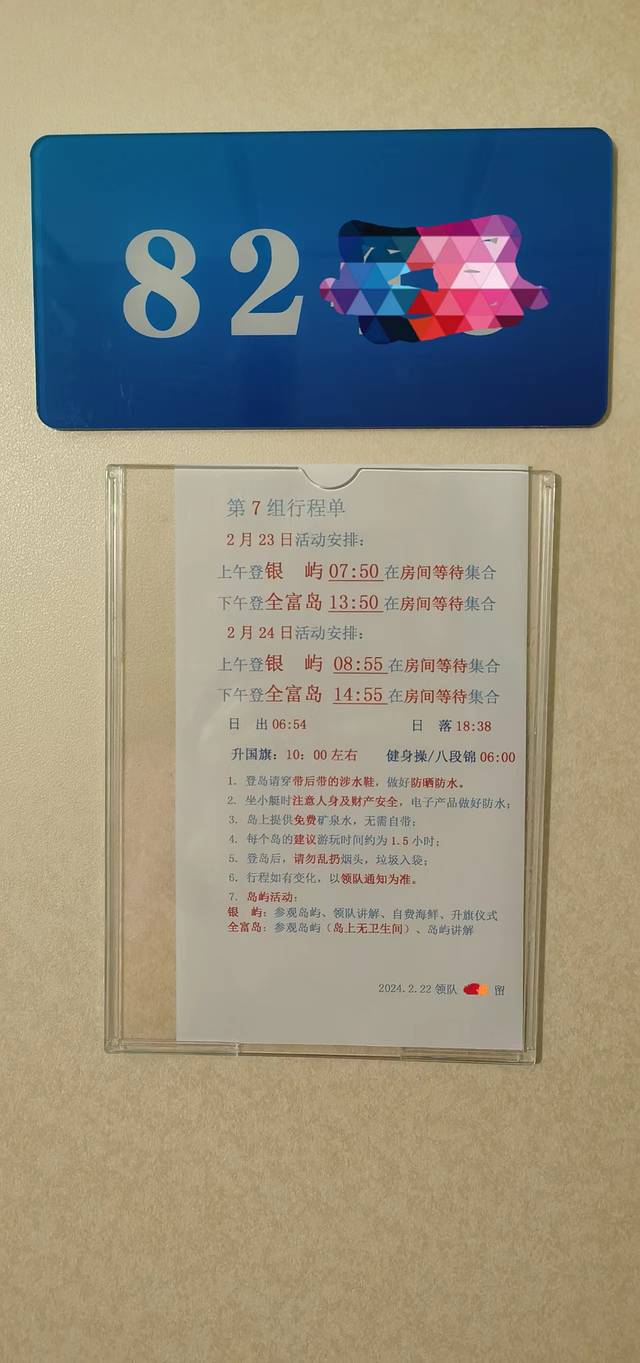 82
第 7 组行程单
2 月 23 日活动安排：
上午登银 屿 07:50 在房间等待集合
下午登全富岛 13:50 在房间等待集合
2 月 24 日活动安排：
上午登银 屿 08:55 在房间等待集合
下午登全富岛 14:55 在房间等待集合
日 出 06:54 日 落 18:38
升国旗：10：00 左右 健身操/八段锦 06:00
1. 登岛请穿带后带的涉水鞋，做好防晒防水。
2. 坐小艇时注意人身及财产安全，电子产品做好防水；
3. 岛上提供免费矿泉水，无需自带；
4. 每个岛的建议游玩时间约为 1.5 小时；
5. 登岛后，请勿乱扔烟头，垃圾入袋；
6. 行程如有变化，以领队通知为准。
7. 岛屿活动：
银 屿：参观岛屿、领队讲解、自费海鲜、升旗仪式
全富岛：参观岛屿（岛上无卫生间）、岛屿讲解
2024.2.22 领队 留